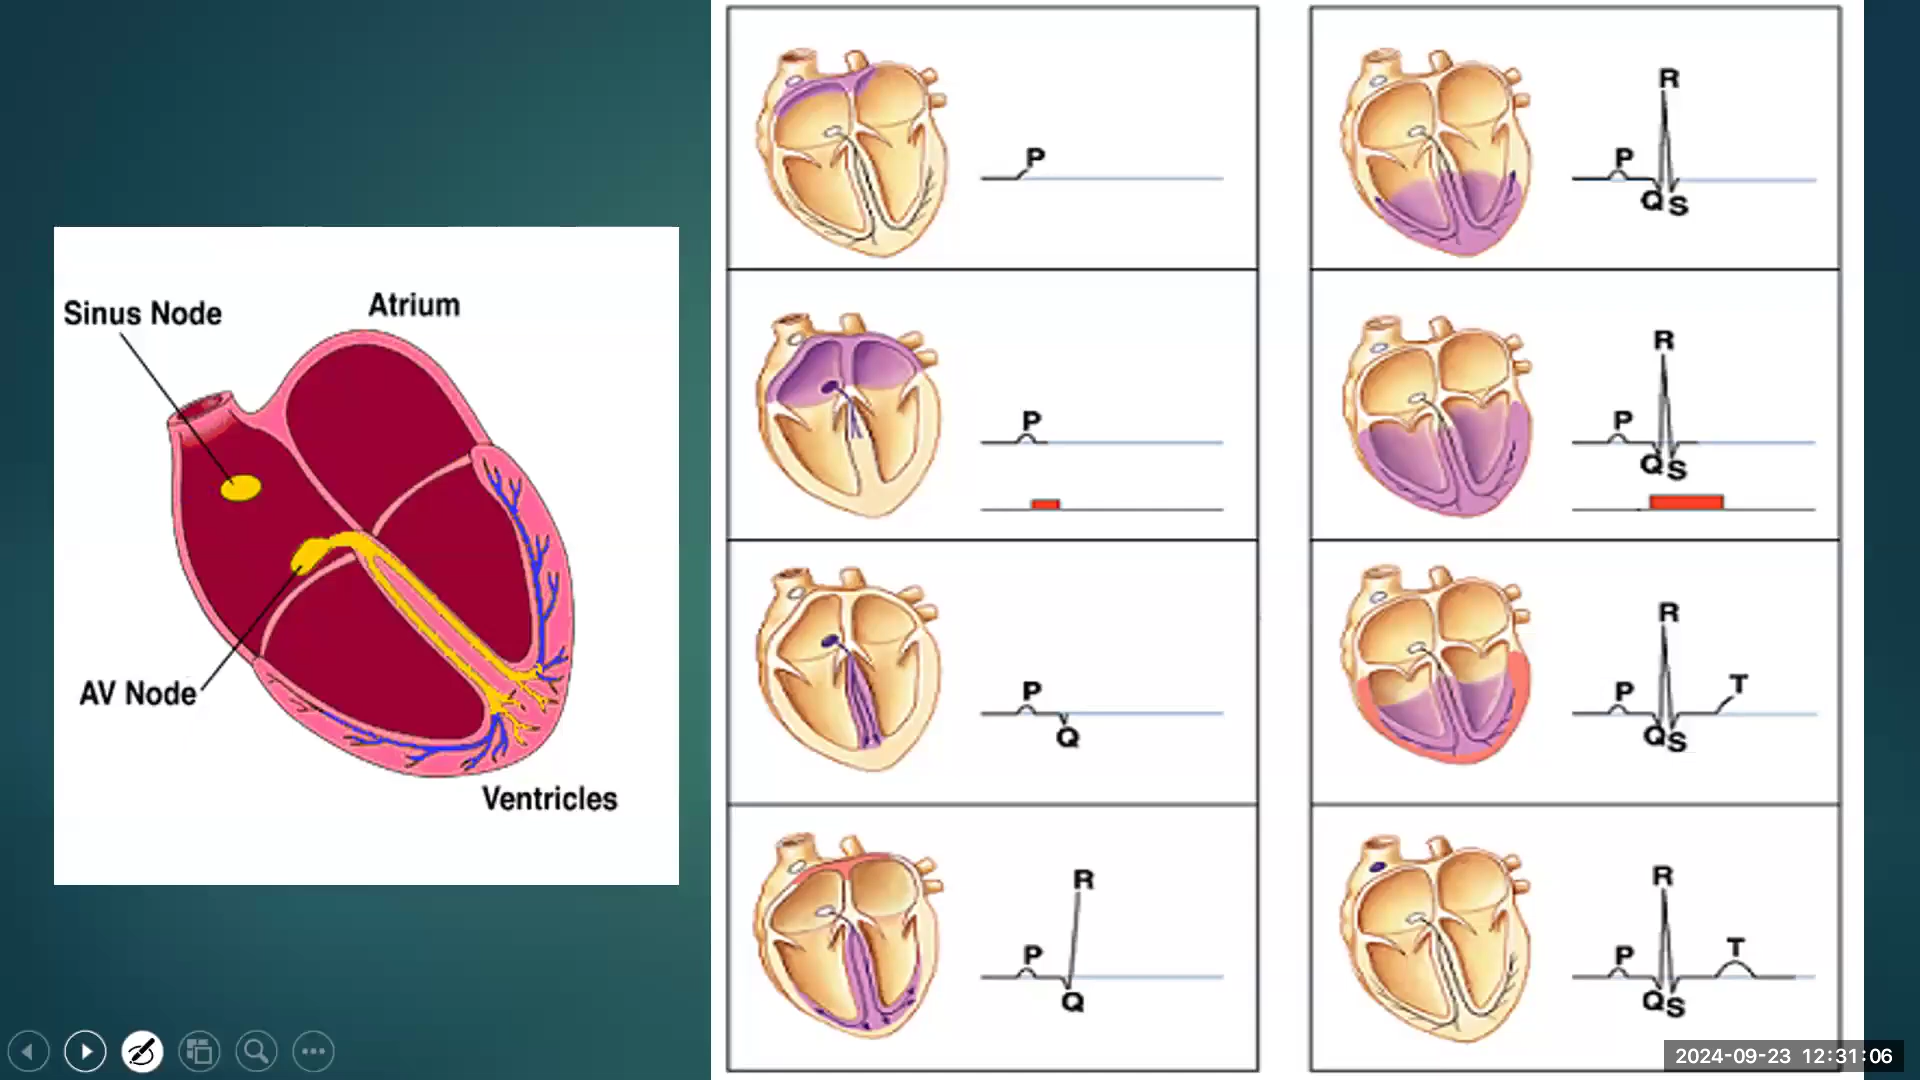 Sinus Node
Atrium
AV Node
Ventricles
P
P
P
Q
R
P
Q
R
P
Q S
R
P
Q S
R
T
P
Q S
R
T
P
Q S
2024-09-23 12:31:06